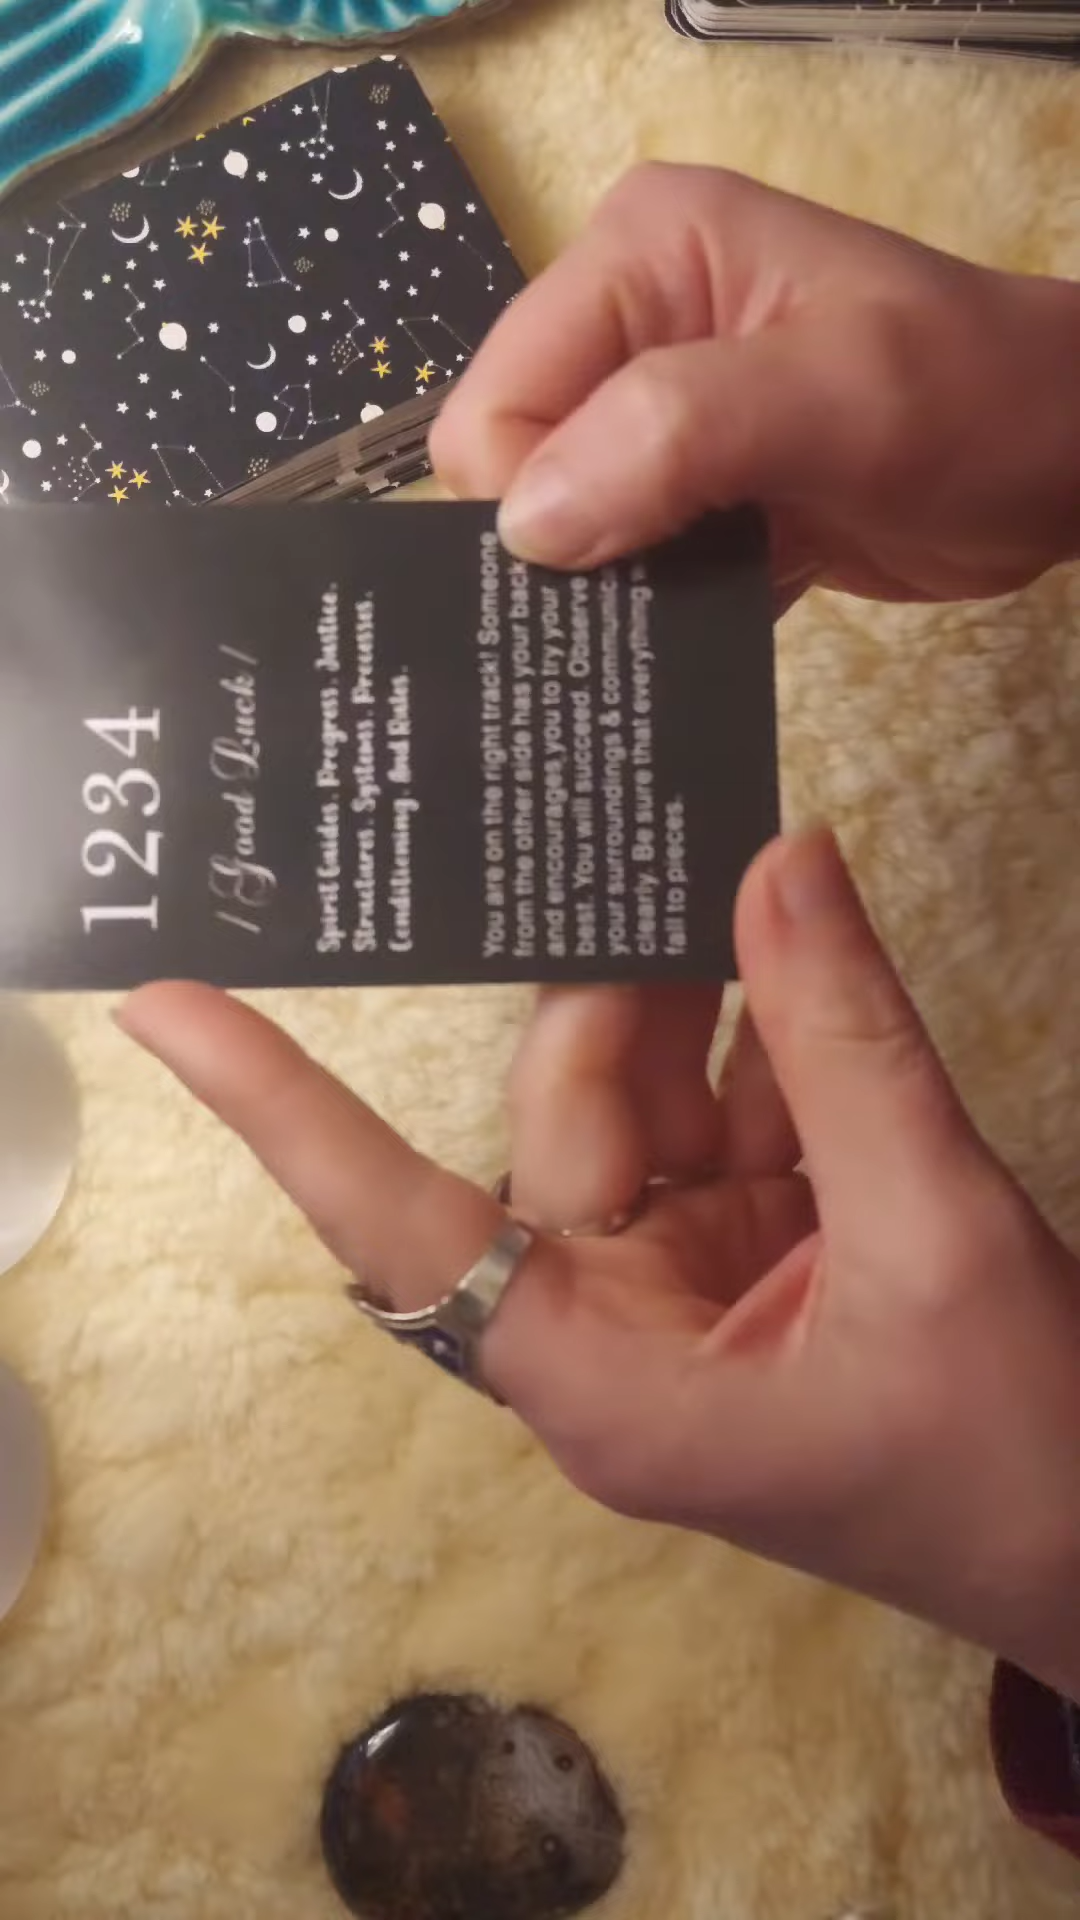 1234
/ Good Luck /
Spirit Guides. Progress. Justice.
Structures. Systems. Processes.
Conditioning. And Rules.
You are on the right track! Someone
from the other side has your back
and encourages you to try your
best. You will succeed. Observe
your surroundings &
clearly. Be sure that everything
fall to pieces.